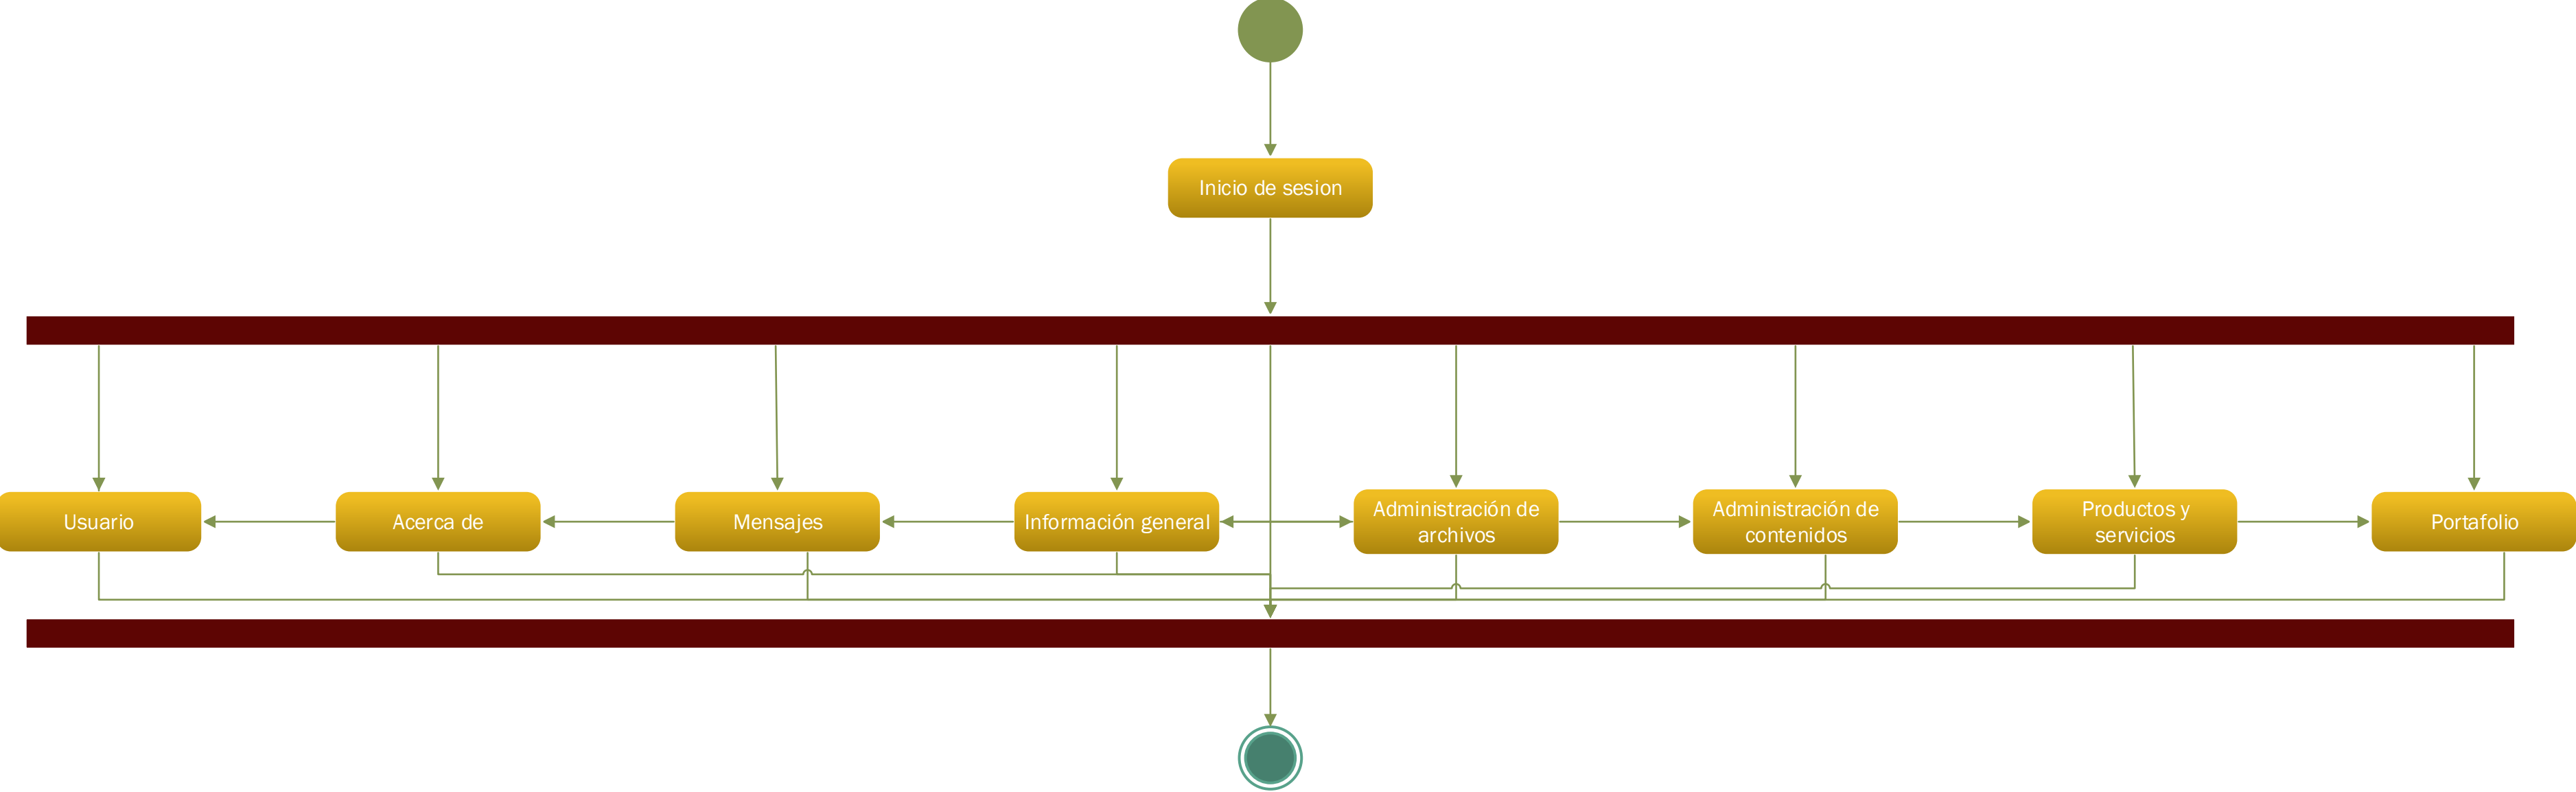 Inicio de sesion
Usuario
Acerca de
Mensajes
Información general
Administración de
archivos
Administración de
contenidos
Productos y
servicios
Portafolio